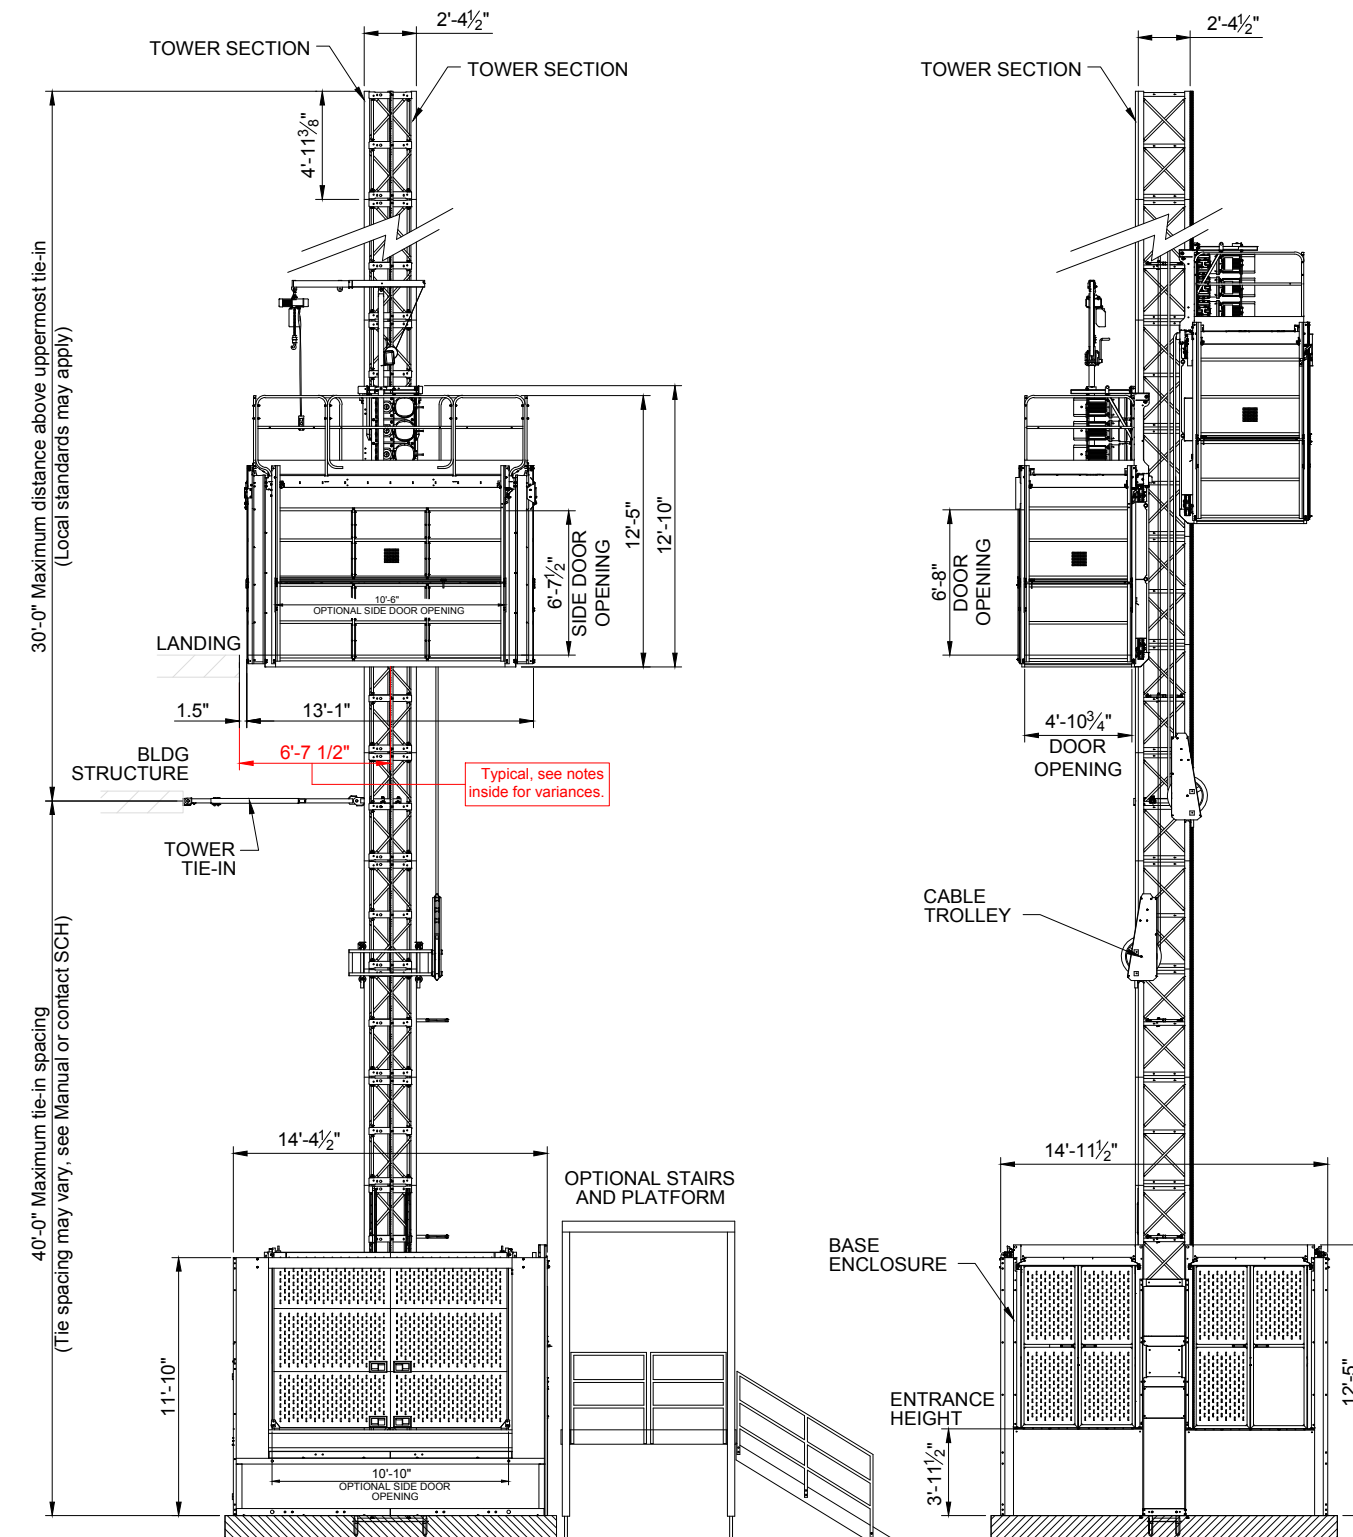 2'-4½"
TOWER SECTION
TOWER SECTION
4'-11⅜"
30'-0" Maximum distance above uppermost tie-in
(Local standards may apply)
12'-5"
12'-10"
6'-7½"
SIDE DOOR
OPENING
10'-6"
OPTIONAL SIDE DOOR OPENING
LANDING
1.5"
13'-1"
6'-7 1/2"
BLDG
STRUCTURE
Typical, see notes
inside for variances.
TOWER
TIE-IN
40'-0" Maximum tie-in spacing
(Tie spacing may vary, see Manual or contact SCH)
14'-4½"
OPTIONAL STAIRS
AND PLATFORM
11'-10"
10'-10"
OPTIONAL SIDE DOOR
OPENING
2'-4½"
TOWER SECTION
6'-8"
DOOR
OPENING
4'-10¾"
DOOR
OPENING
CABLE
TROLLEY
14'-11½"
BASE
ENCLOSURE
ENTRANCE
HEIGHT
3'-11½"
12'-5"